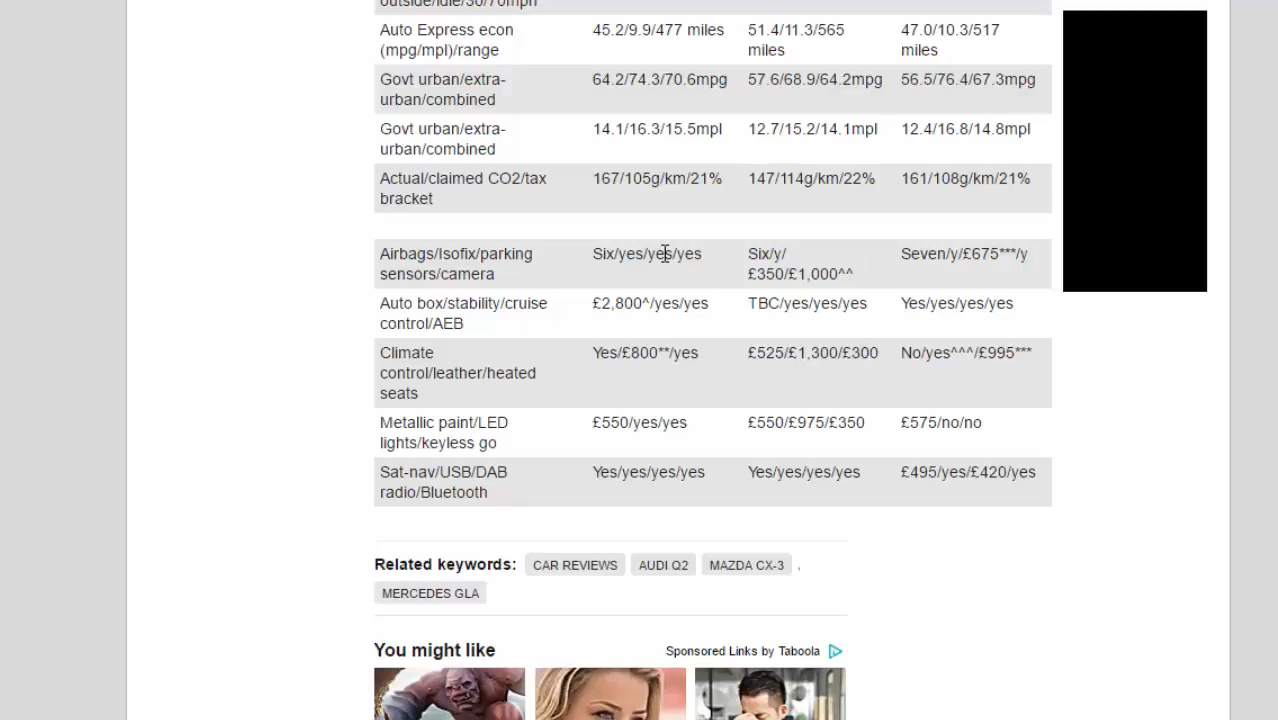 outside/idle/30/70mph
Auto Express econ 45.2/9.9/477 miles 51.4/11.3/565 47.0/10.3/517
(mpg/mpl)/range miles miles
Govt urban/extra- 64.2/74.3/70.6mpg 57.6/68.9/64.2mpg 56.5/76.4/67.3mpg
urban/combined
Govt urban/extra- 14.1/16.3/15.5mpl 12.7/15.2/14.1mpl 12.4/16.8/14.8mpl
urban/combined
Actual/claimed CO2/tax 167/105g/km/21% 147/114g/km/22% 161/108g/km/21%
bracket
Airbags/Isofix/parking Six/yes/yes/yes Six/y/ Seven/y/£675***/y
sensors/camera £350/£1,000^^
Auto box/stability/cruise £2,800^/yes/yes TBC/yes/yes/yes Yes/yes/yes/yes
control/AEB
Climate Yes/£800**/yes £525/£1,300/£300 No/yes^^^/£995***
control/leather/heated
seats
Metallic paint/LED £550/yes/yes £550/£975/£350 £575/no/no
lights/keyless go
Sat-nav/USB/DAB Yes/yes/yes/yes Yes/yes/yes/yes £495/yes/£420/yes
radio/Bluetooth
Related keywords: CAR REVIEWS AUDI Q2 MAZDA CX-3 ,
MERCEDES GLA
You might like Sponsored Links by Taboola